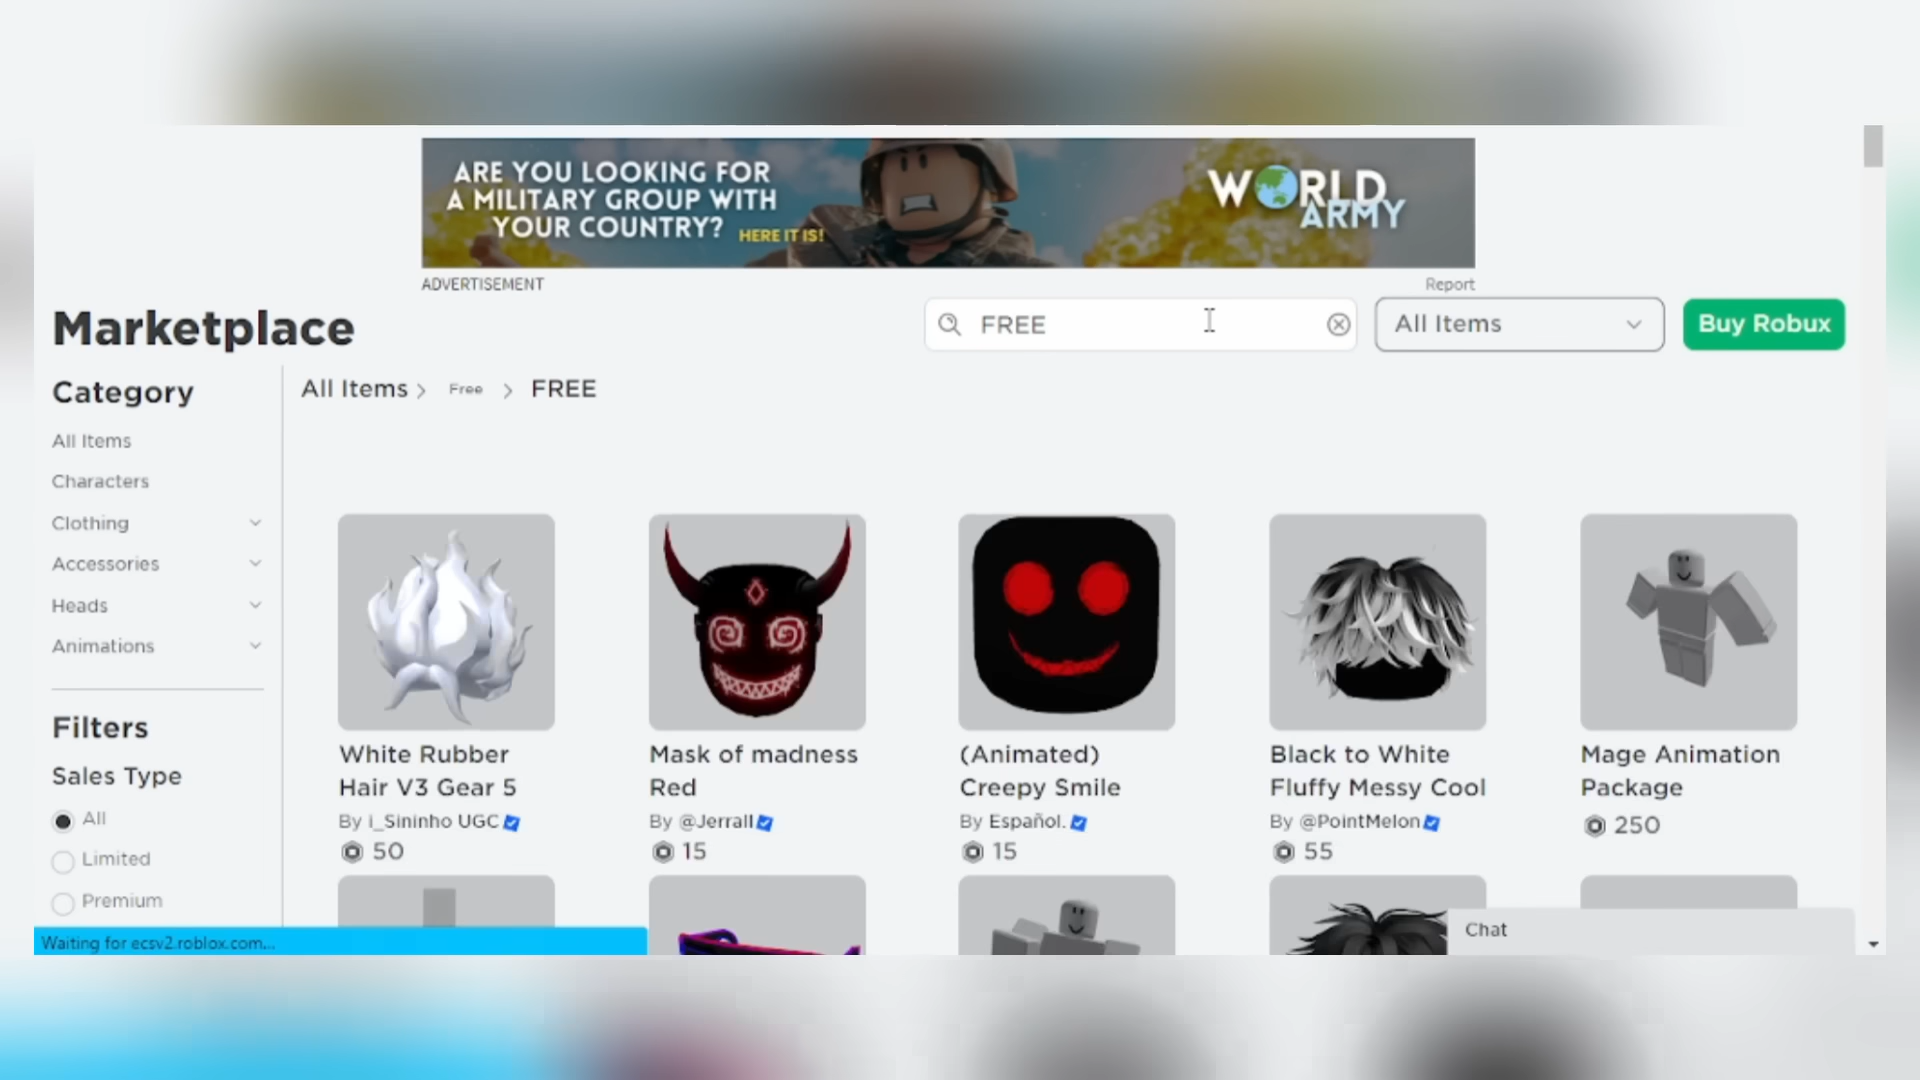 ARE YOU LOOKING FOR
A MILITARY GROUP WITH
YOUR COUNTRY? HERE IT IS!
WORLD
ARMY
ADVERTISEMENT
Report
Marketplace
FREE
All Items
Buy Robux
Category
All Items
Characters
Clothing
Accessories
Heads
Animations
Filters
Sales Type
All
Limited
Premium
All Items > Free > FREE
White Rubber
Hair V3 Gear 5
By i_Sininho UGC
50
Mask of madness
Red
By @Jerrall
15
(Animated)
Creepy Smile
By Español.
15
Black to White
Fluffy Messy Cool
By @PointMelon
55
Mage Animation
Package
250
Waiting for ecsv2.roblox.com...
Chat